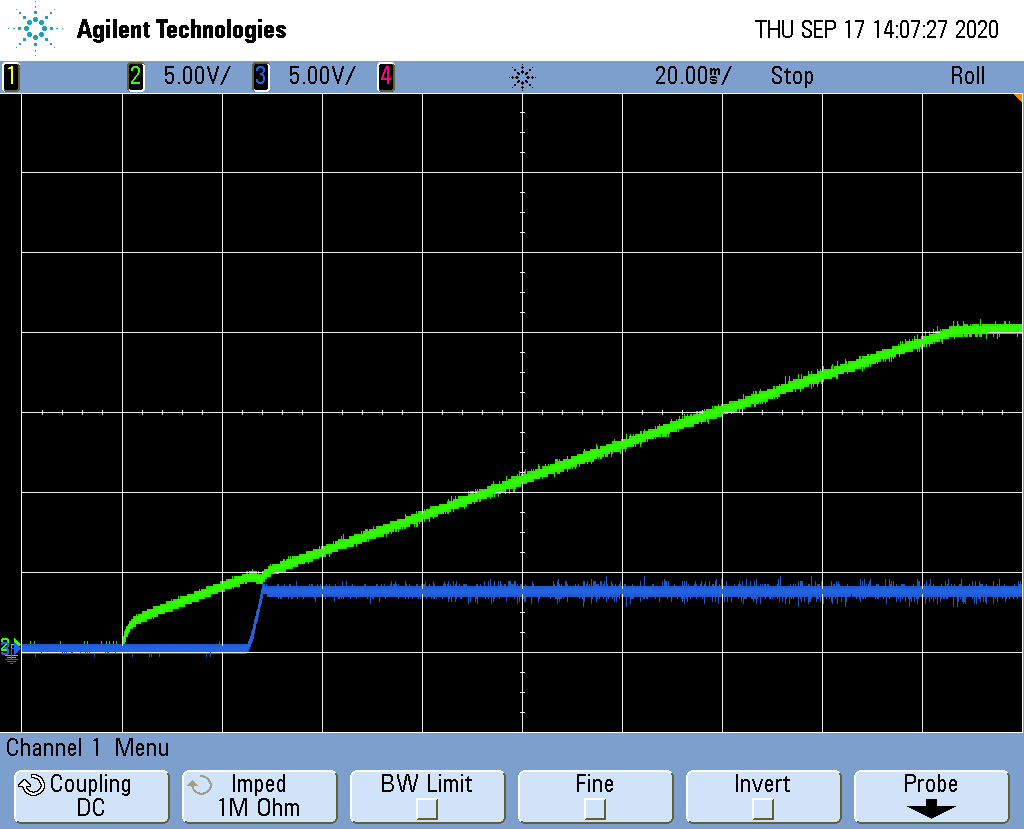 Agilent Technologies
THU SEP 17 14:07:27 2020
1 2 5.00V/ 3 5.00V/ 4 20.00ms/ Stop Roll
Channel 1 Menu
Coupling Imped BW Limit Fine Invert Probe
DC 1M Ohm